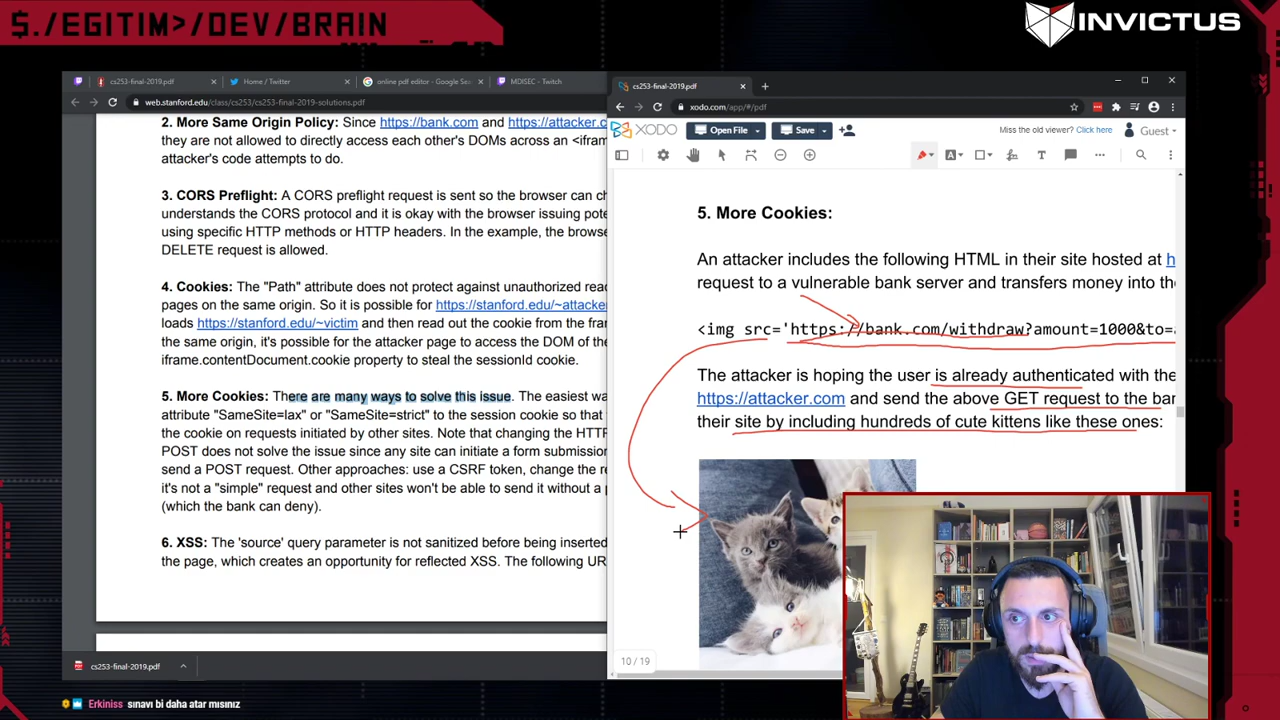 $./EGITIM>/DEV/BRAIN
INVICTUS
cs253-final-2019.pdf
Home / Twitter
online pdf editor - Google Sea
MDISEC - Twitch
web.stanford.edu/class/cs253/cs253-final-2019-solutions.pdf
2. More Same Origin Policy: Since https://bank.com and https://attacker.c
they are not allowed to directly access each other's DOMs across an <ifram
attacker's code attempts to do.
3. CORS Preflight: A CORS preflight request is sent so the browser can ch
understands the CORS protocol and it is okay with the browser issuing pote
using specific HTTP methods or HTTP headers. In the example, the browse
DELETE request is allowed.
4. Cookies: The "Path" attribute does not protect against unauthorized read
pages on the same origin. So it is possible for https://stanford.edu/~attacker
loads https://stanford.edu/~victim and then read out the cookie from the fram
the same origin, it's possible for the attacker page to access the DOM of the
iframe.contentDocument.cookie property to steal the sessionId cookie.
5. More Cookies: There are many ways to solve this issue. The easiest wa
attribute "SameSite=lax" or "SameSite=strict" to the session cookie so that
the cookie on requests initiated by other sites. Note that changing the HTTP
POST does not solve the issue since any site can initiate a form submission
send a POST request. Other approaches: use a CSRF token, change the re
it's not a "simple" request and other sites won't be able to send it without a p
(which the bank can deny).
6. XSS: The 'source' query parameter is not sanitized before being inserted
the page, which creates an opportunity for reflected XSS. The following UR
cs253-final-2019.pdf
cs253-final-2019.pdf
xodo.com/app/#/pdf
XODO
Open File
Save
Miss the old viewer? Click here
Guest
5. More Cookies:
An attacker includes the following HTML in their site hosted at h
request to a vulnerable bank server and transfers money into the
<img src='https://bank.com/withdraw?amount=1000&to=
The attacker is hoping the user is already authenticated with the
https://attacker.com and send the above GET request to the ban
their site by including hundreds of cute kittens like these ones:
10 / 19
Erkiniss sınavı bi daha atar mısınız